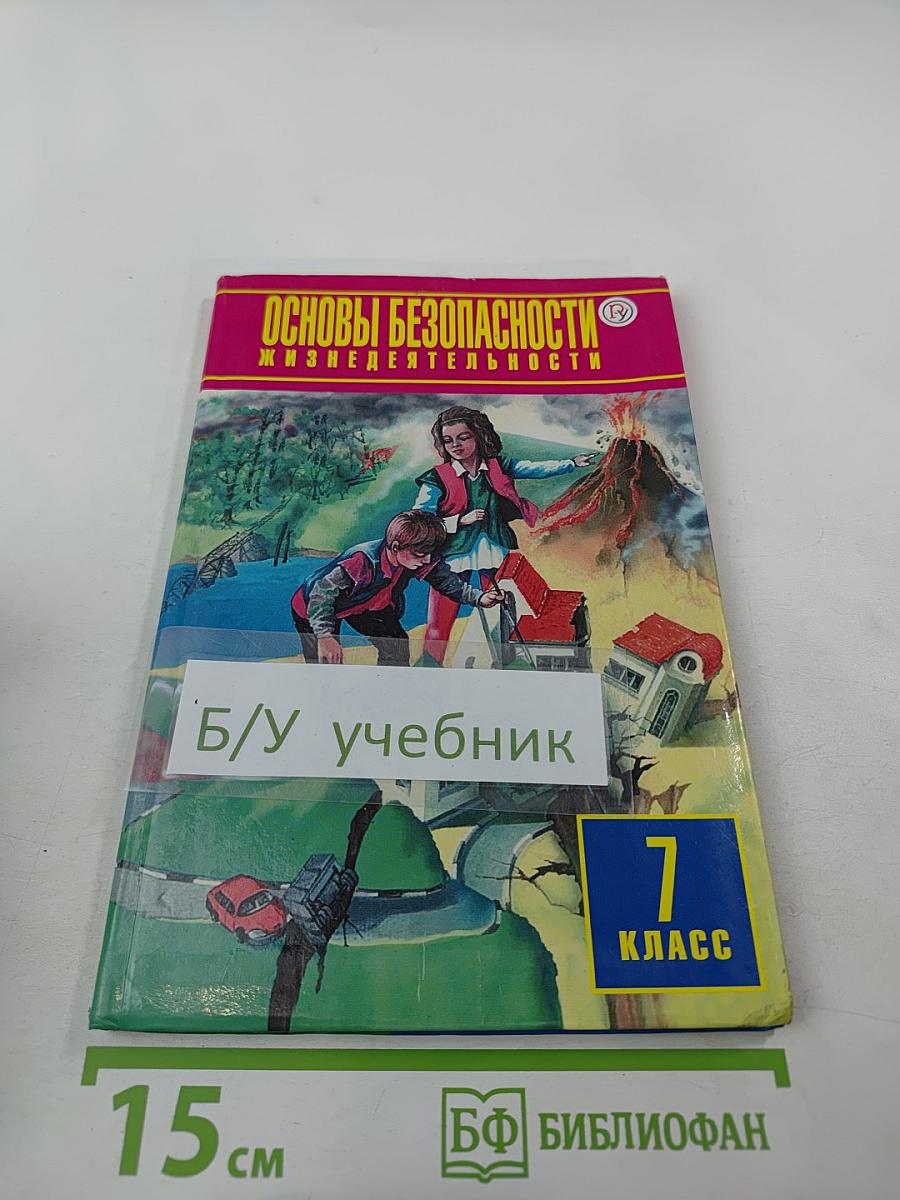 ОСНОВЫ БЕЗОПАСНОСТИ
ЖИЗНЕДЕЯТЕЛЬНОСТИ
Б/У учебник
7
КЛАСС
15 см
БФ БИБЛИОФАН